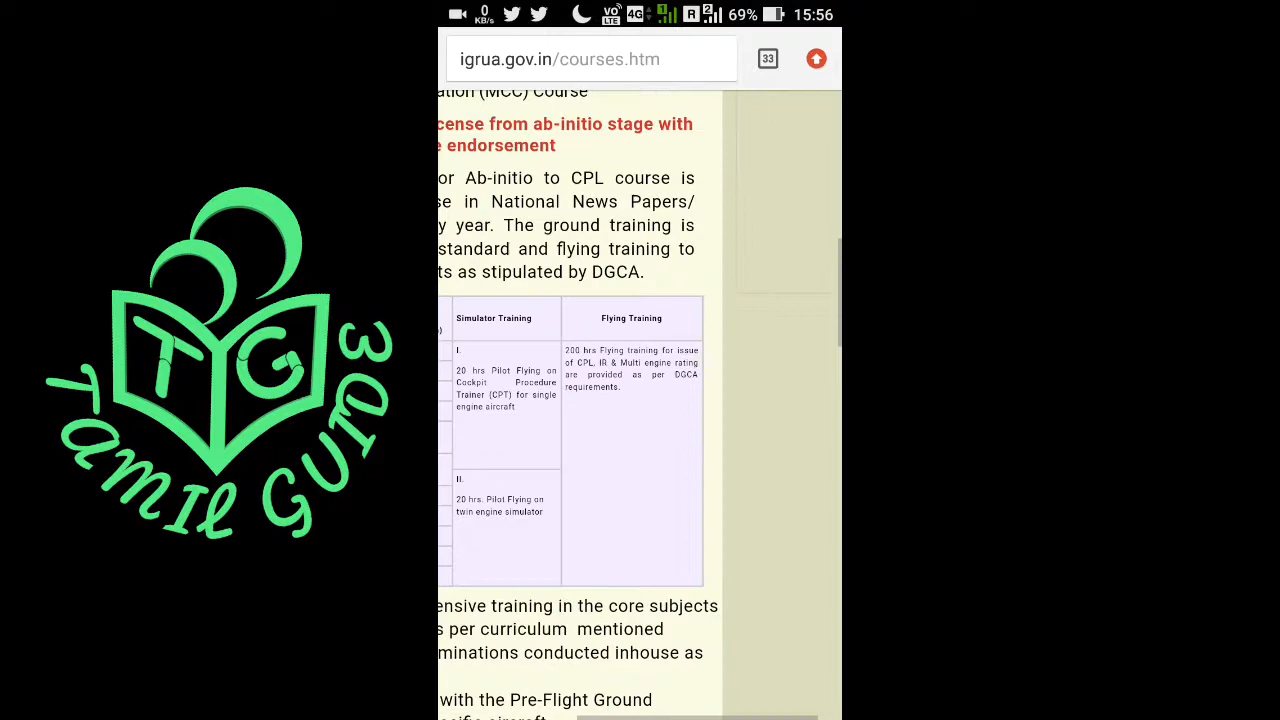 0
KB/s
VO
LTE
4G
1
R
2
69%
15:56
igrua.gov.in/courses.htm
33
ation (MCC) Course
cense from ab-initio stage with
e endorsement
or Ab-initio to CPL course is
se in National News Papers/
y year. The ground training is
standard and flying training to
ts as stipulated by DGCA.
Simulator Training
Flying Training
)
I.
20 hrs Pilot Flying on
Cockpit Procedure
Trainer (CPT) for single
engine aircraft
200 hrs Flying training for issue
of CPL, IR & Multi engine rating
are provided as per DGCA
requirements.
II.
20 hrs. Pilot Flying on
twin engine simulator
ensive training in the core subjects
s per curriculum mentioned
minations conducted inhouse as
with the Pre-Flight Ground
TG
TAMIL GUIDE